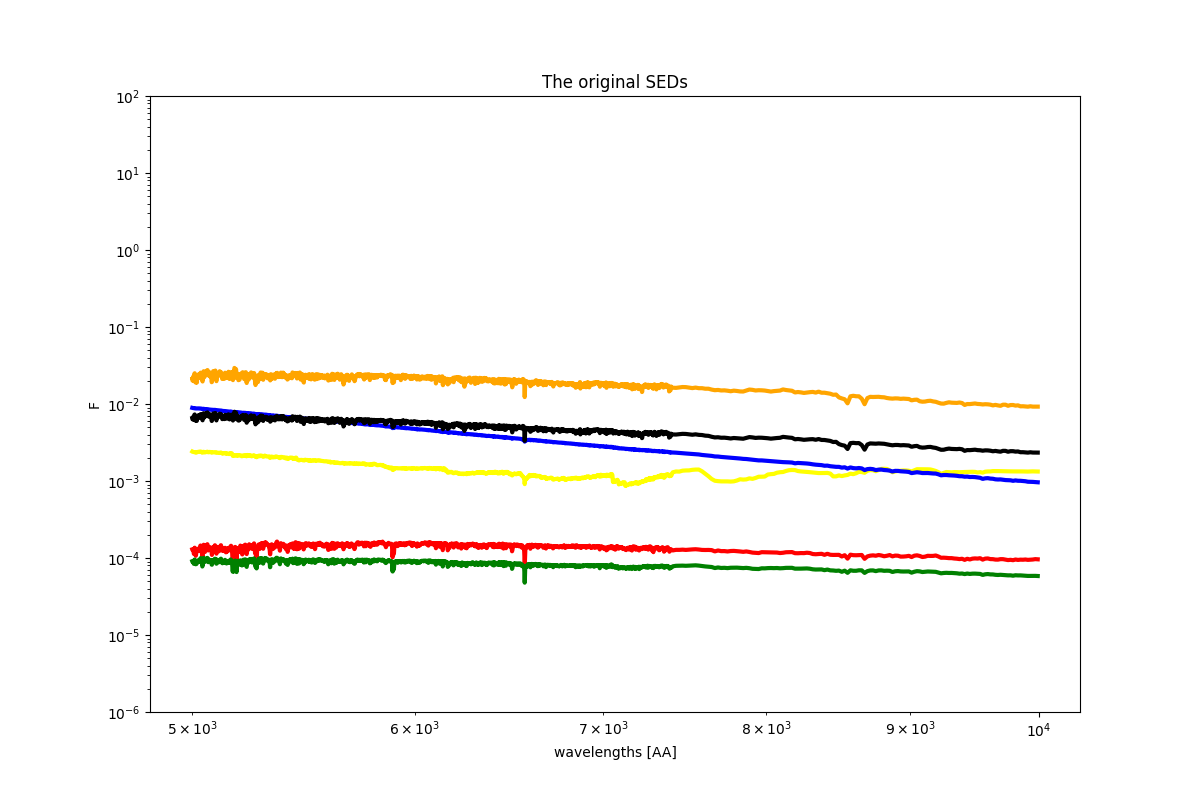 The original SEDs
10²
10¹
10⁰
10⁻¹
10⁻²
10⁻³
10⁻⁴
10⁻⁵
10⁻⁶
F
5 × 10³ 6 × 10³ 7 × 10³ 8 × 10³ 9 × 10³ 10⁴
wavelengths [AA]